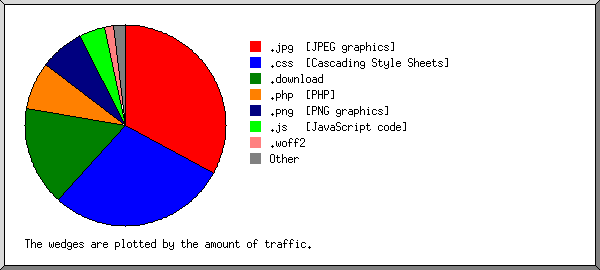 .jpg [JPEG graphics]
.css [Cascading Style Sheets]
.download
.php [PHP]
.png [PNG graphics]
.js [JavaScript code]
.woff2
Other
The wedges are plotted by the amount of traffic.